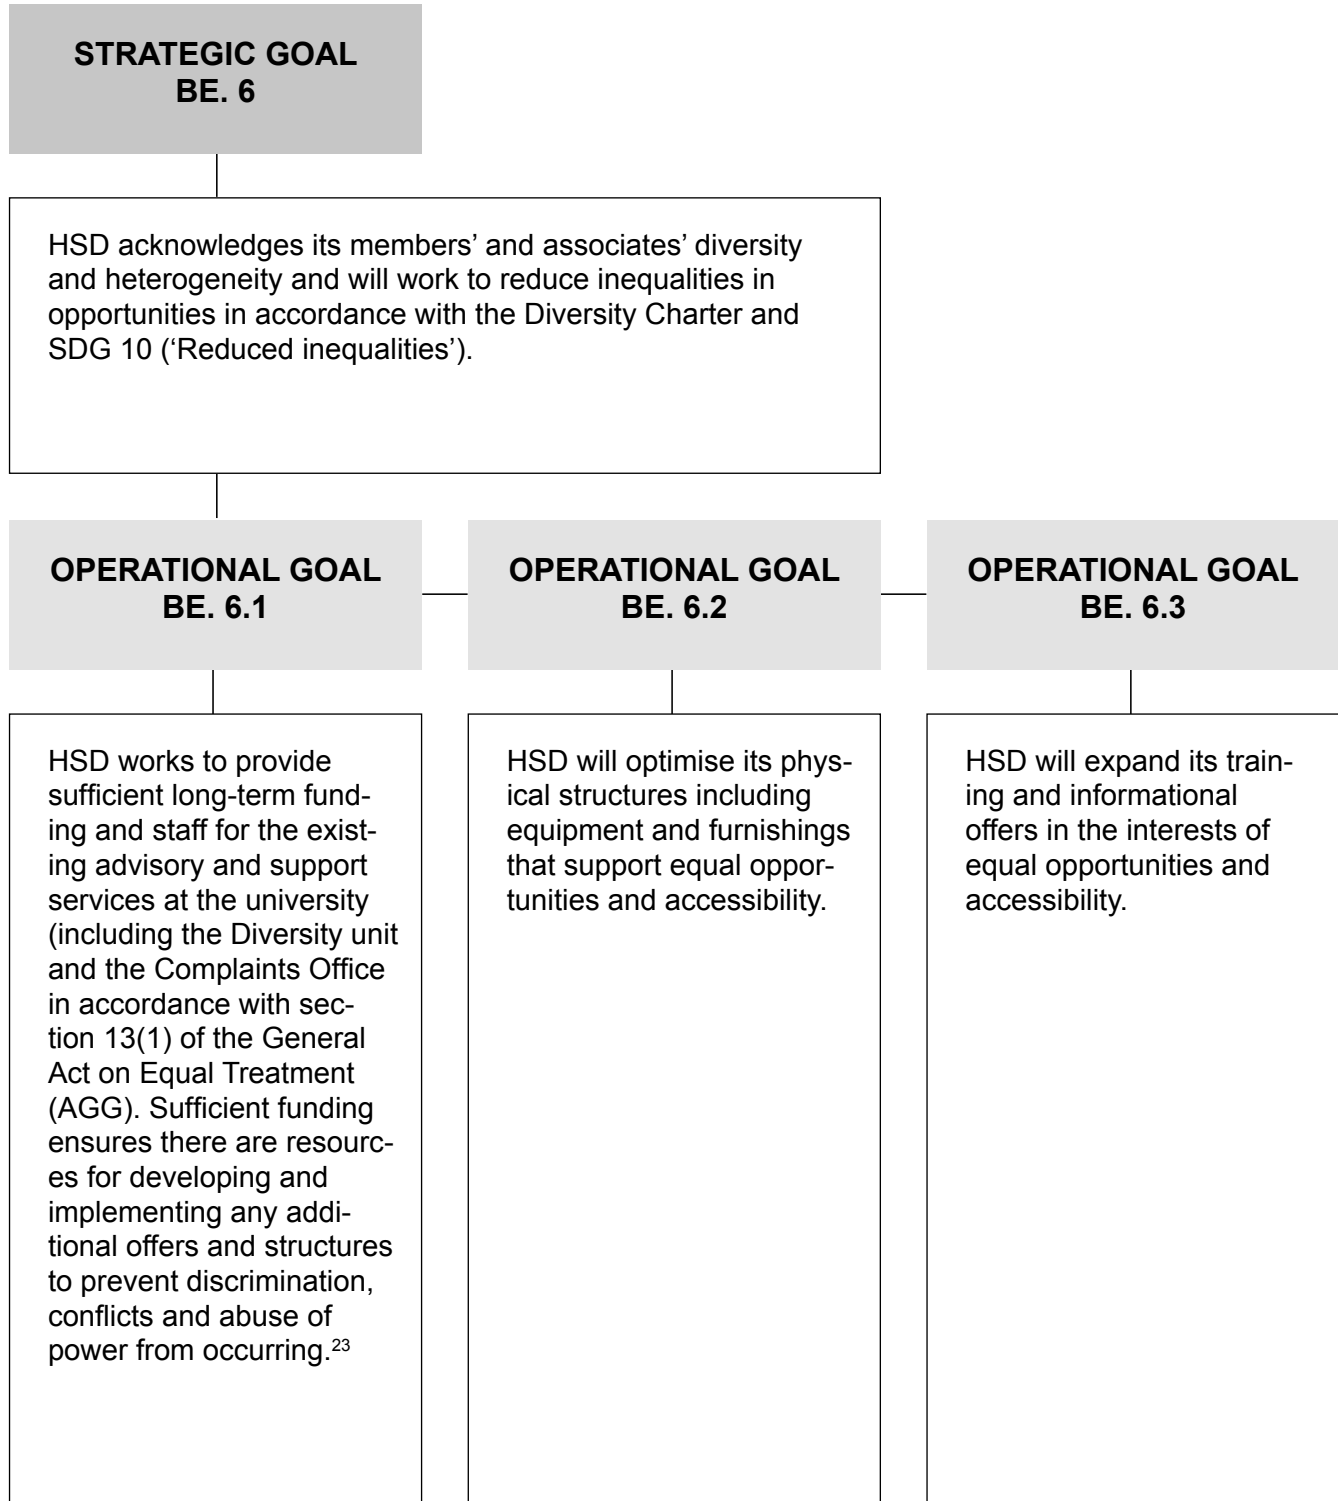 STRATEGIC GOAL
BE. 6
HSD acknowledges its members’ and associates’ diversity
and heterogeneity and will work to reduce inequalities in
opportunities in accordance with the Diversity Charter and
SDG 10 (‘Reduced inequalities’).
OPERATIONAL GOAL
BE. 6.1
HSD works to provide
sufficient long-term fund-
ing and staff for the exist-
ing advisory and support
services at the university
(including the Diversity unit
and the Complaints Office
in accordance with sec-
tion 13(1) of the General
Act on Equal Treatment
(AGG). Sufficient funding
ensures there are resourc-
es for developing and
implementing any addi-
tional offers and structures
to prevent discrimination,
conflicts and abuse of
power from occurring.23
OPERATIONAL GOAL
BE. 6.2
HSD will optimise its phys-
ical structures including
equipment and furnishings
that support equal oppor-
tunities and accessibility.
OPERATIONAL GOAL
BE. 6.3
HSD will expand its train-
ing and informational
offers in the interests of
equal opportunities and
accessibility.